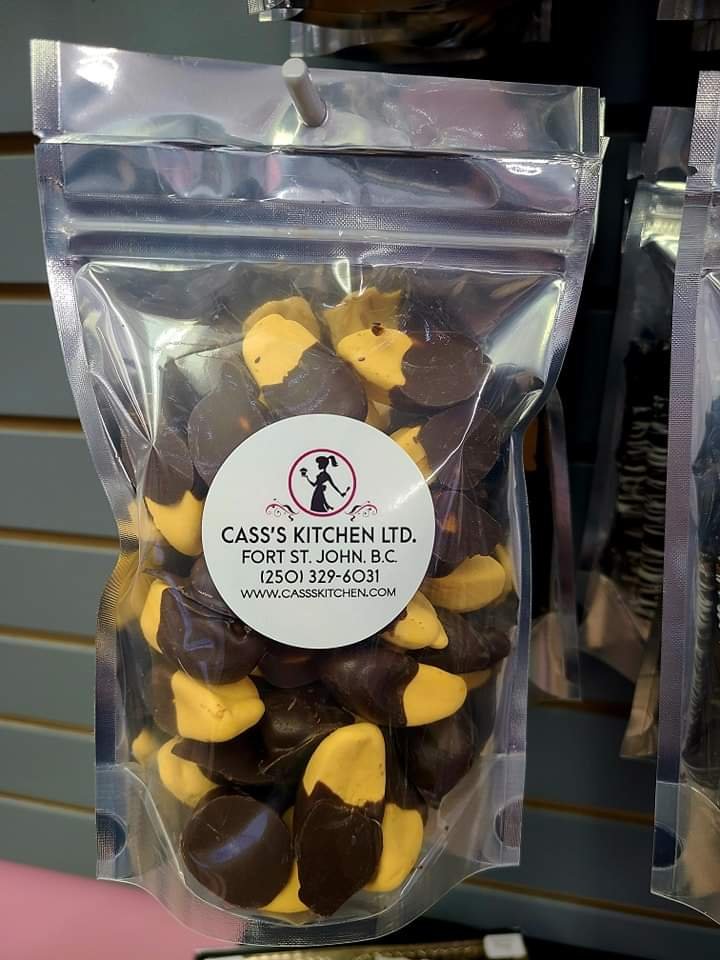 CASS'S KITCHEN LTD.
FORT ST. JOHN, B.C.
(250) 329-6031
WWW.CASSSKITCHEN.COM